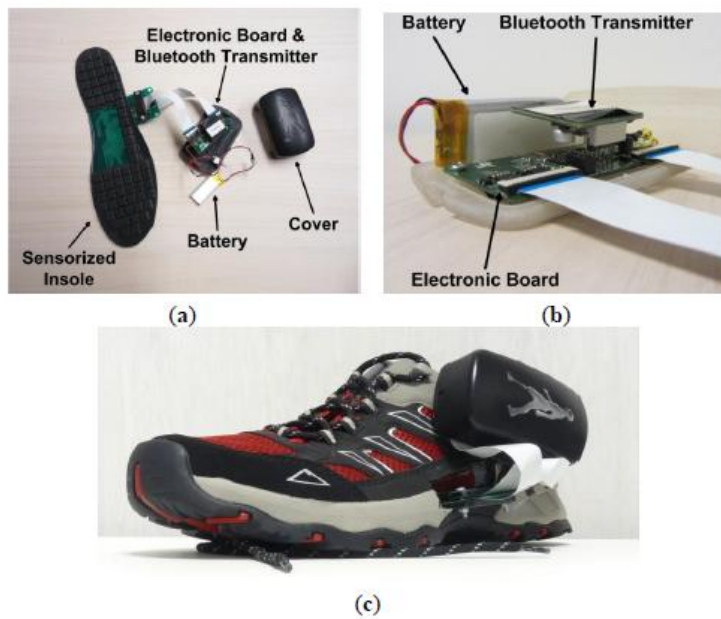 Electronic Board &
Bluetooth Transmitter
Cover
Battery
Sensorized
Insole
(a)
Battery
Bluetooth Transmitter
Electronic Board
(b)
(c)